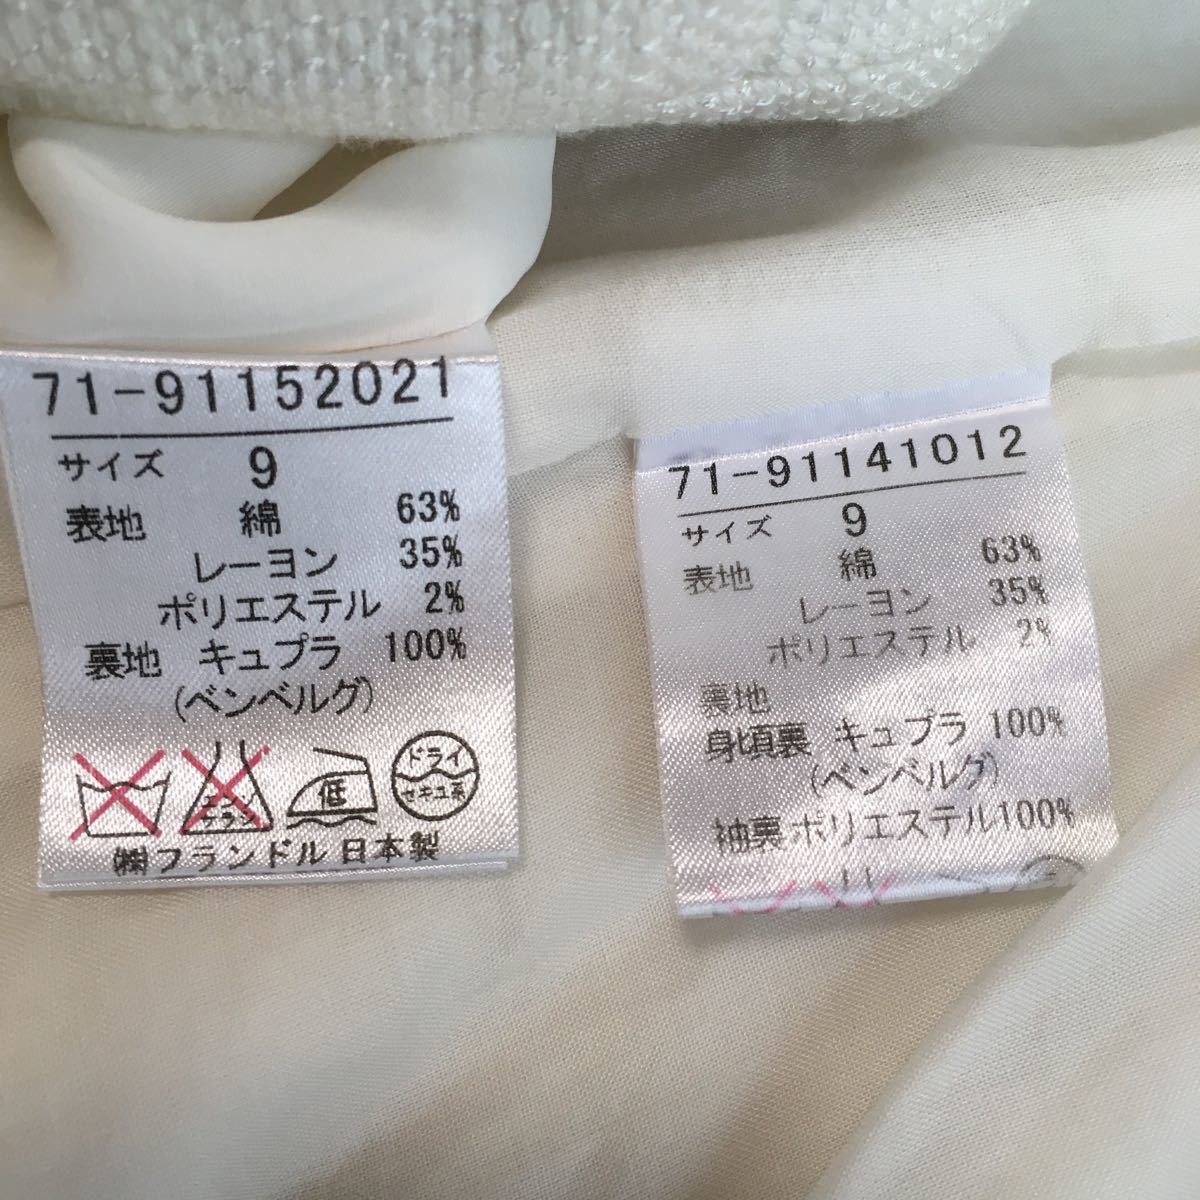 71-91152021
サイズ 9
表地 綿 63%
レーヨン 35%
ポリエステル 2%
裏地 キュプラ 100%
(ベンベルグ)
エンソ
ドライ
低
セキユ系
㈱フランドル 日本製
71-91141012
サイズ 9
表地 綿 63%
レーヨン 35%
ポリエステル 2%
裏地
身頃裏 キュプラ 100%
(ベンベルグ)
袖裏 ポリエステル100%